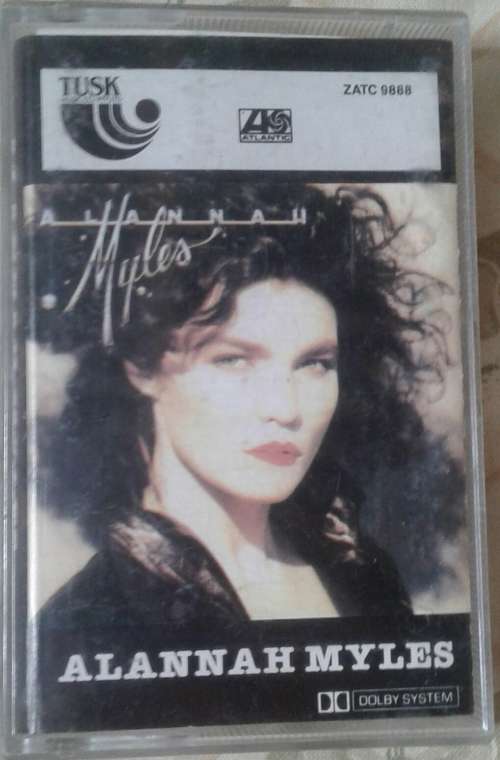 TUSK
ZATC 9868
ATLANTIC
ALANNAH
Myles
ALANNAH MYLES
DOLBY SYSTEM